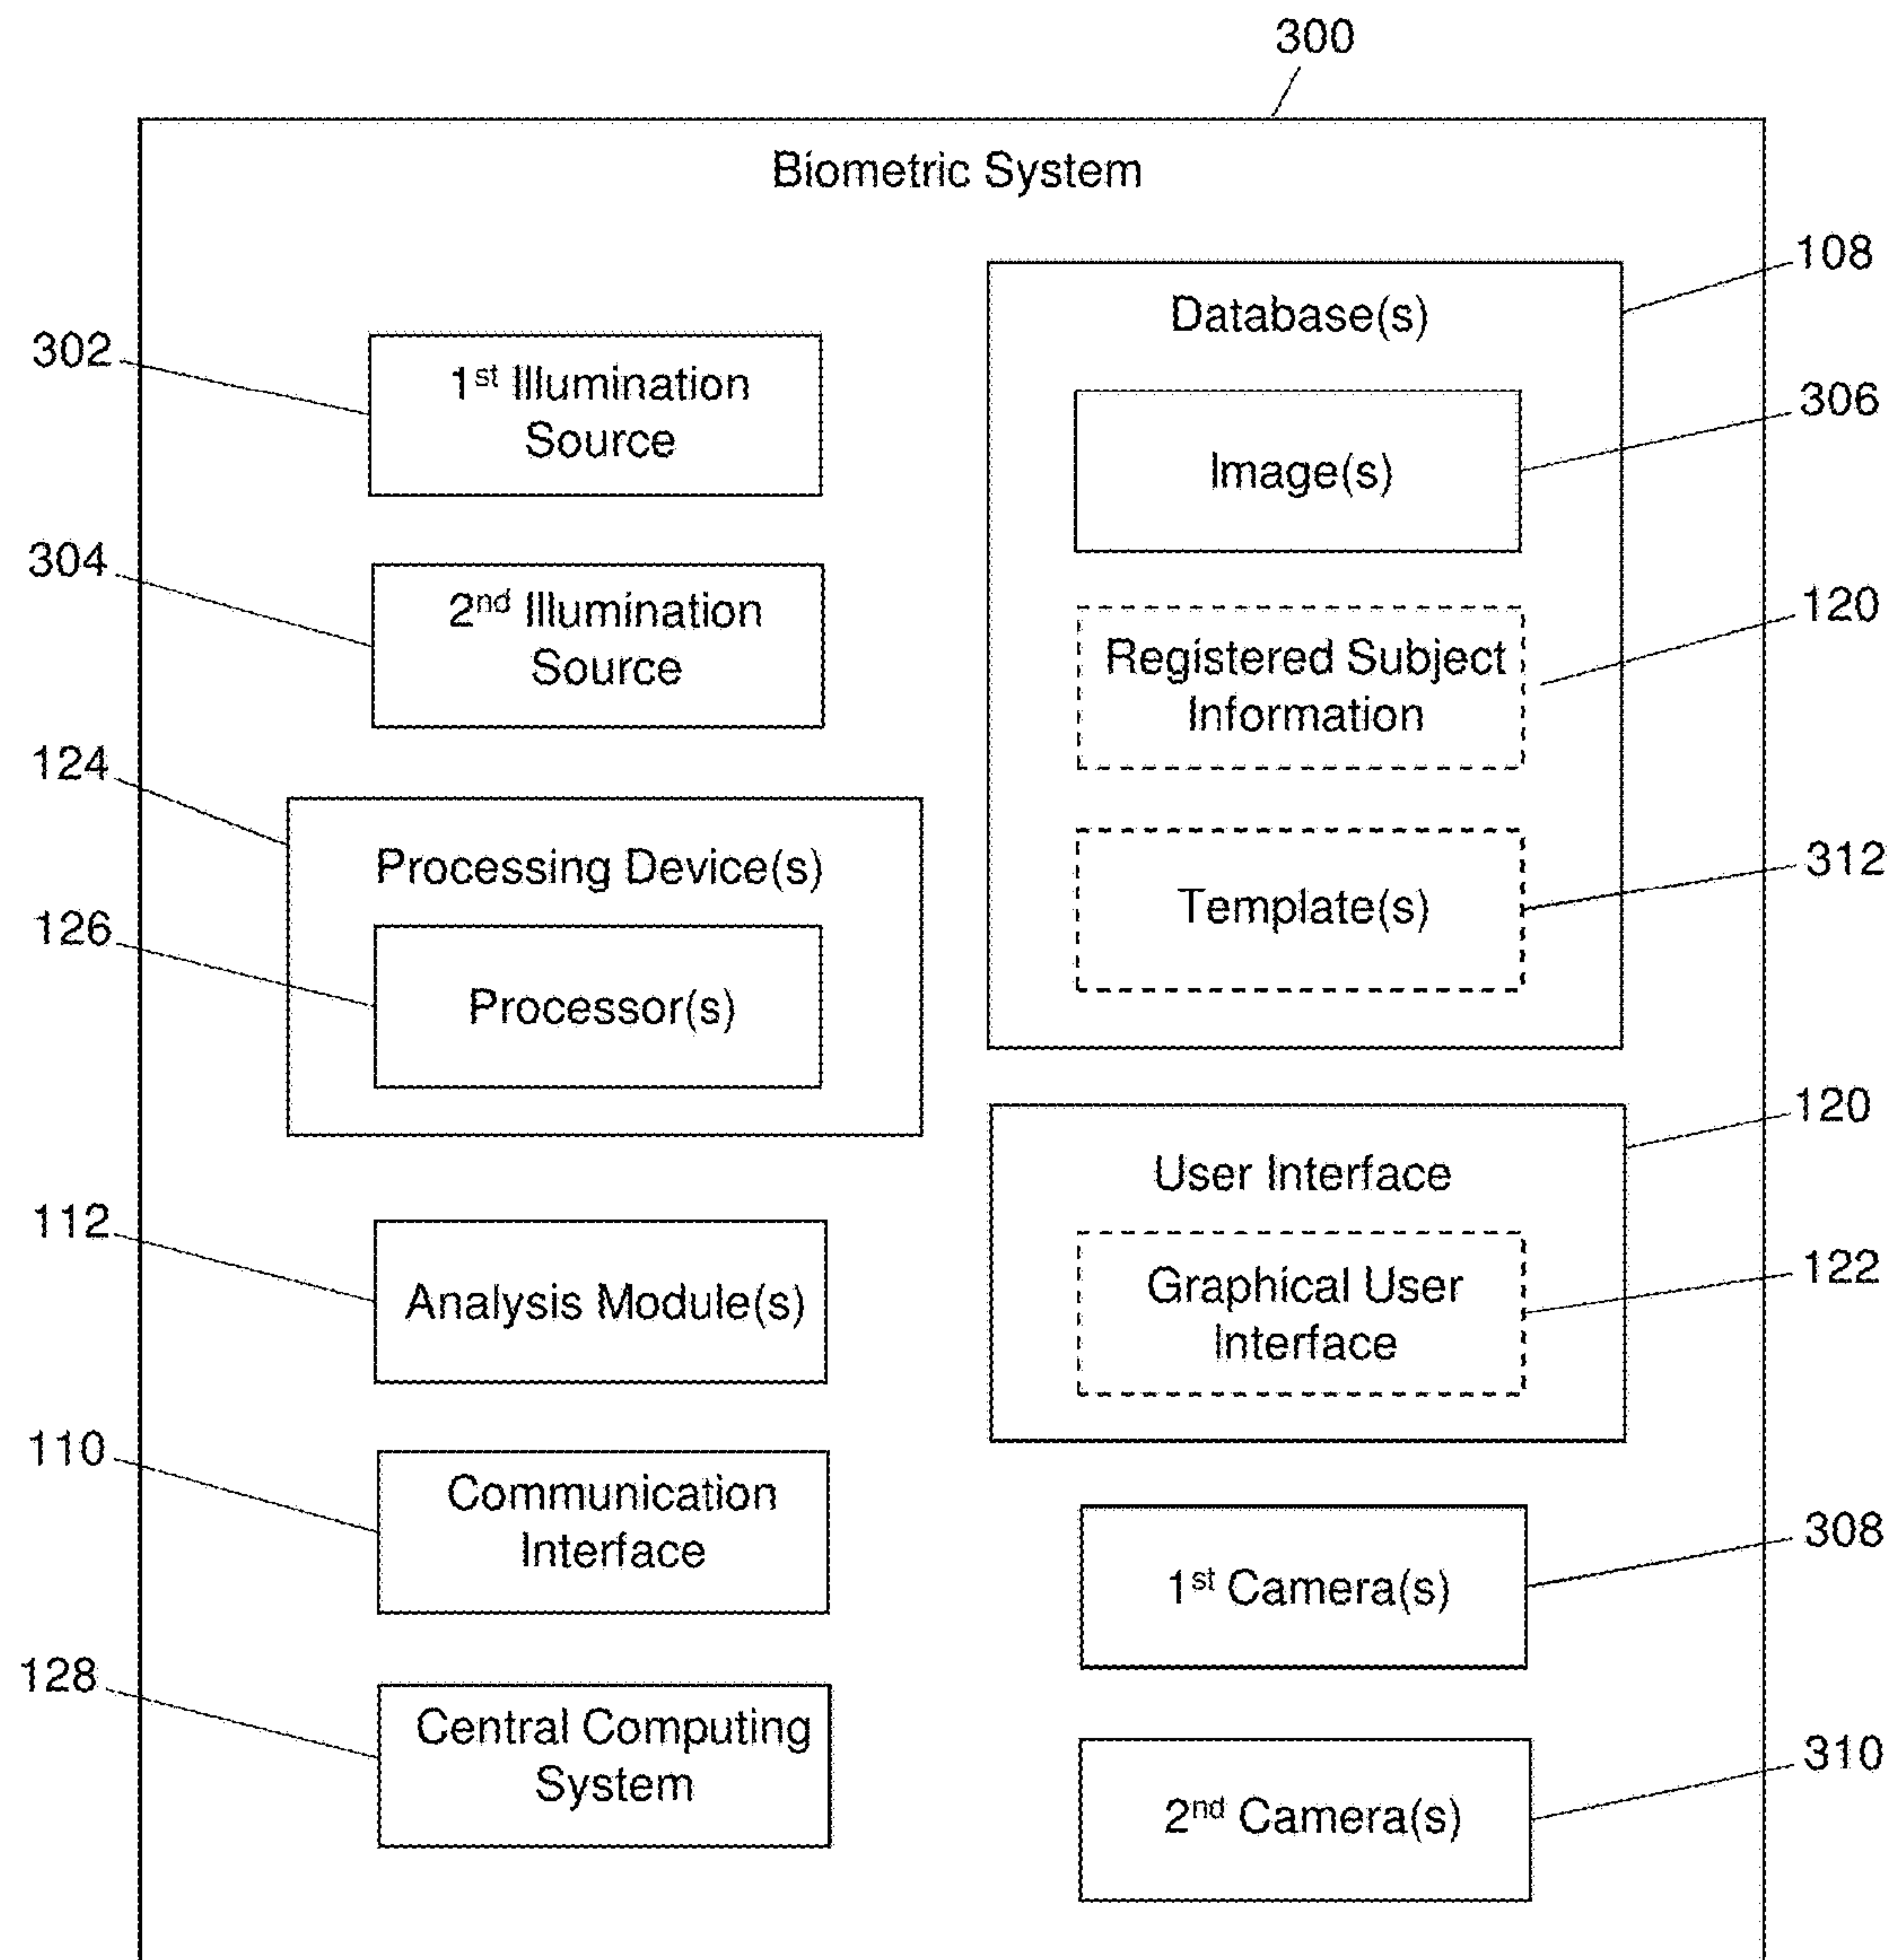 300
Biometric System
108
Database(s)
302
1st Illumination
Source
306
Image(s)
304
2nd Illumination
Source
120
Registered Subject
Information
124
Processing Device(s)
312
Template(s)
126
Processor(s)
120
User Interface
112
Analysis Module(s)
122
Graphical User
Interface
110
Communication
Interface
308
1st Camera(s)
128
Central Computing
System
310
2nd Camera(s)